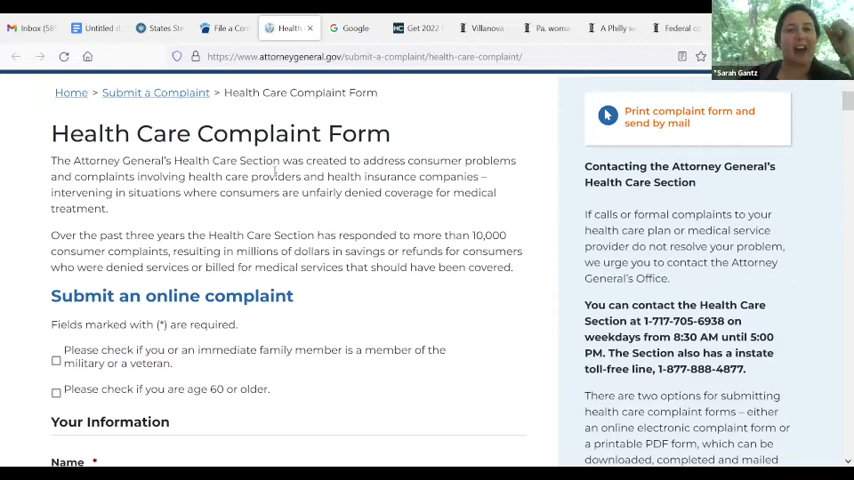 Inbox (58
Untitled d
States Ste
File a Con
Health
Google
Get 2022
Villanova
Pa. woma
A Philly w
Federal c
https://www.attorneygeneral.gov/submit-a-complaint/health-care-complaint/
*Sarah Gantz
Home > Submit a Complaint > Health Care Complaint Form
Health Care Complaint Form
The Attorney General's Health Care Section was created to address consumer problems
and complaints involving health care providers and health insurance companies –
intervening in situations where consumers are unfairly denied coverage for medical
treatment.
Over the past three years the Health Care Section has responded to more than 10,000
consumer complaints, resulting in millions of dollars in savings or refunds for consumers
who were denied services or billed for medical services that should have been covered.
Submit an online complaint
Fields marked with (*) are required.
Please check if you or an immediate family member is a member of the
military or a veteran.
Please check if you are age 60 or older.
Your Information
Name *
Print complaint form and
send by mail
Contacting the Attorney General's
Health Care Section
If calls or formal complaints to your
health care plan or medical service
provider do not resolve your problem,
we urge you to contact the Attorney
General's Office.
You can contact the Health Care
Section at 1-717-705-6938 on
weekdays from 8:30 AM until 5:00
PM. The Section also has a instate
toll-free line, 1-877-888-4877.
There are two options for submitting
health care complaint forms – either
an online electronic complaint form or
a printable PDF form, which can be
downloaded, completed and mailed